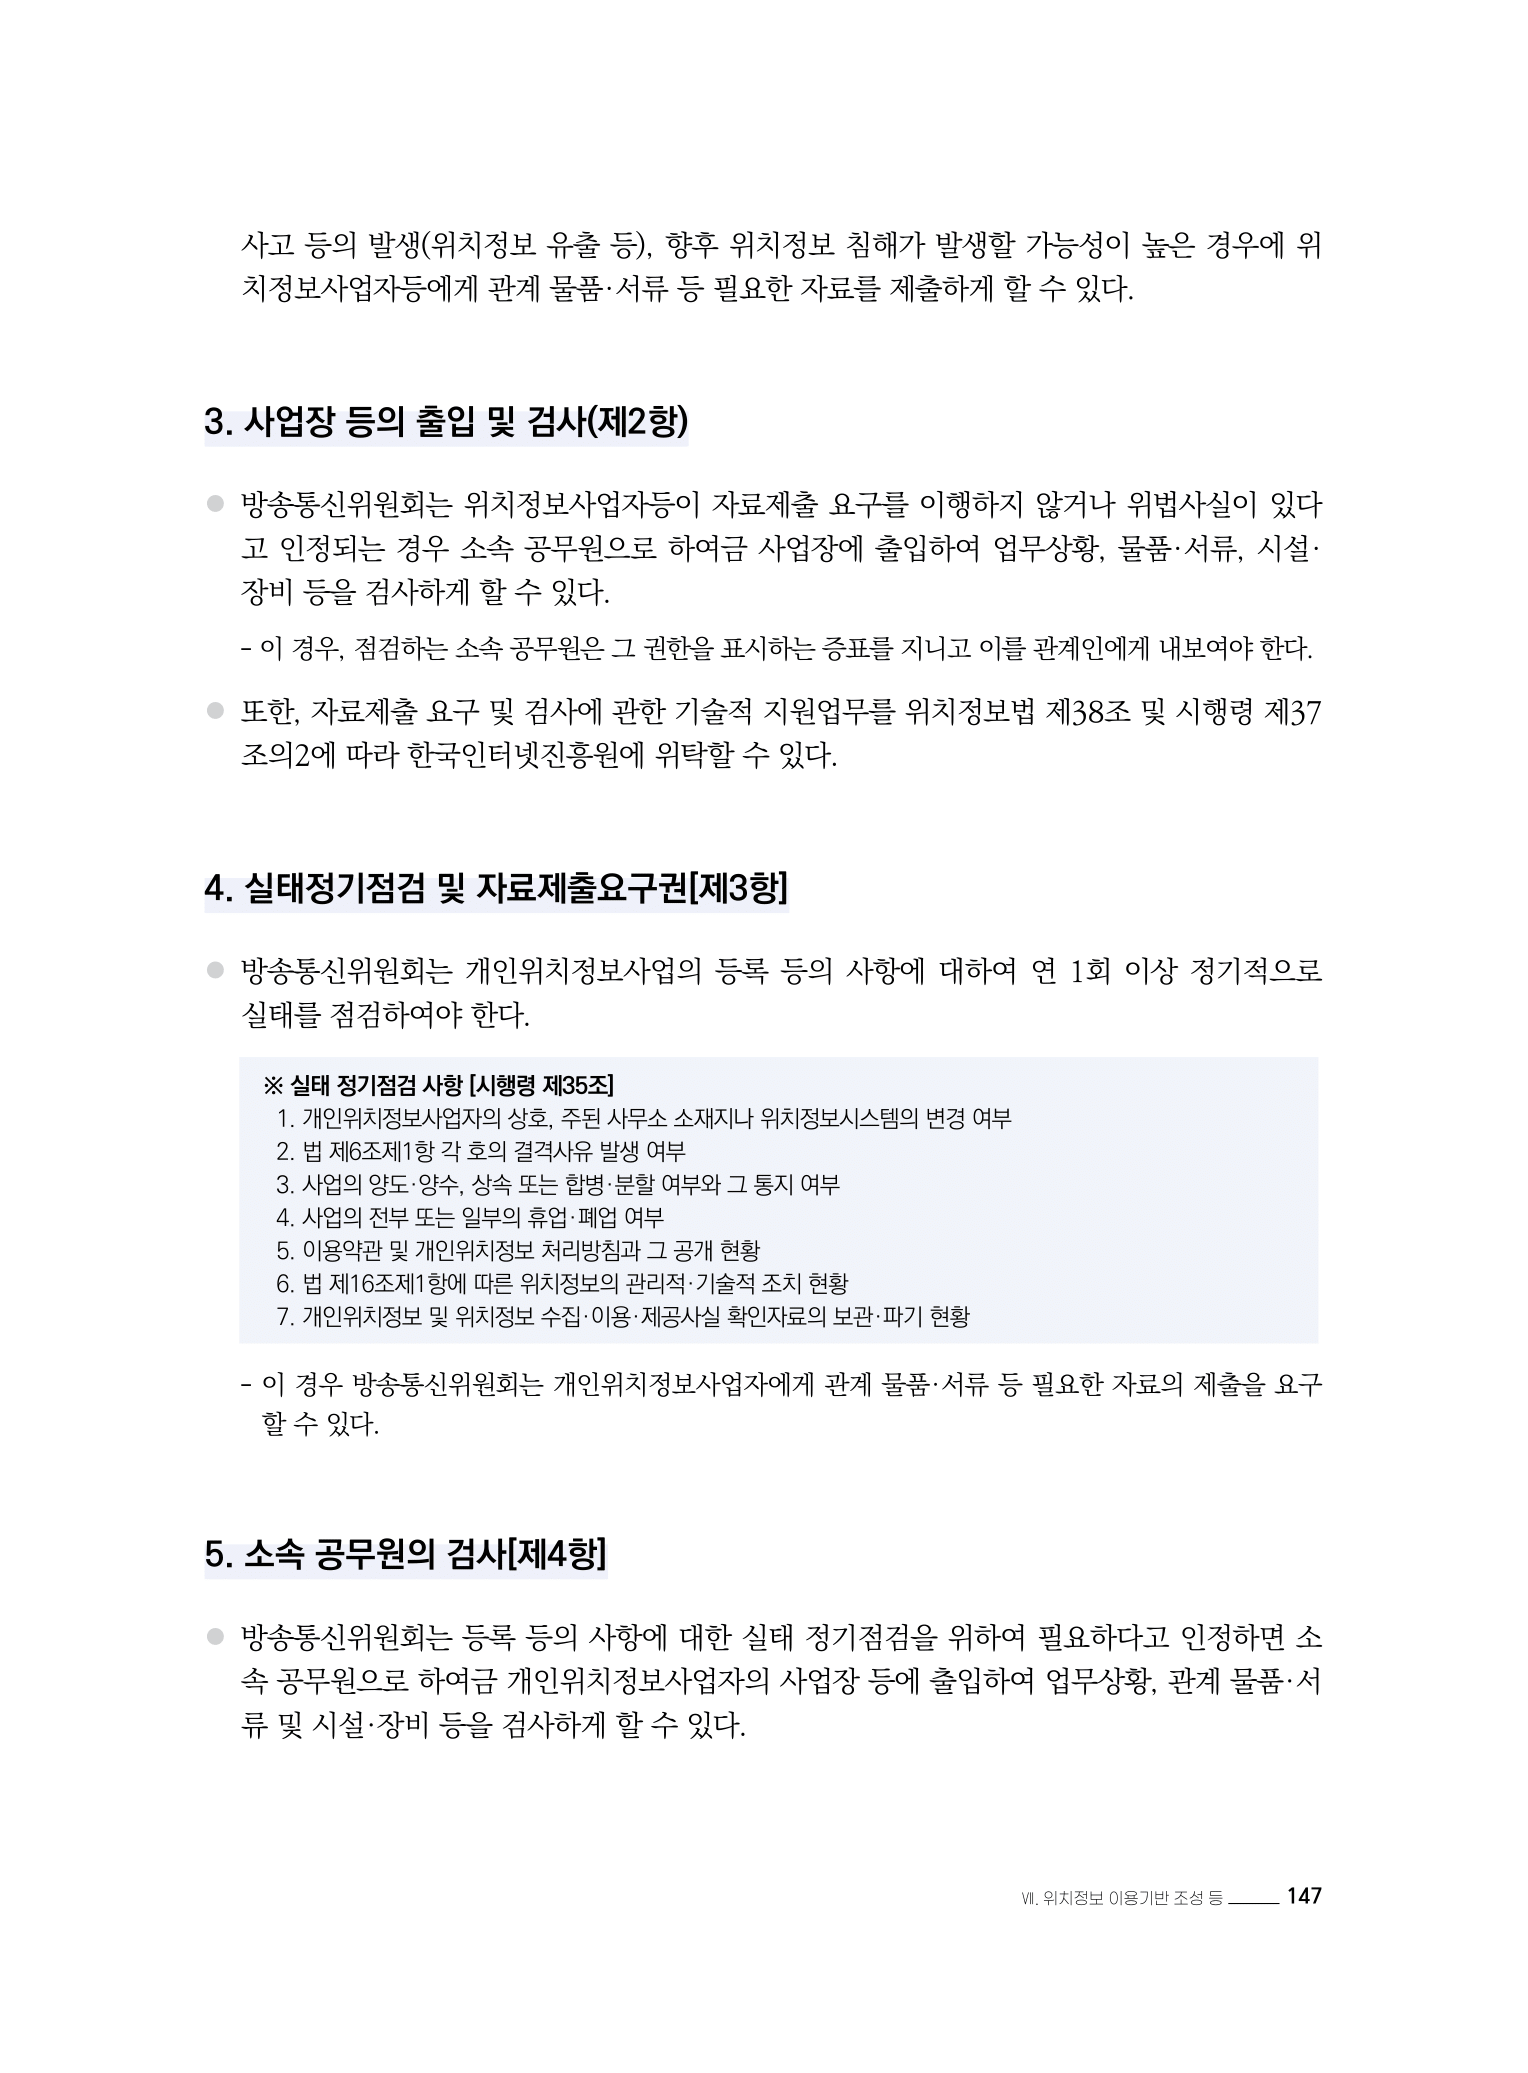 사고 등의 발생(위치정보 유출 등), 향후 위치정보 침해가 발생할 가능성이 높은 경우에 위
치정보사업자등에게 관계 물품·서류 등 필요한 자료를 제출하게 할 수 있다.
3. 사업장 등의 출입 및 검사(제2항)
● 방송통신위원회는 위치정보사업자등이 자료제출 요구를 이행하지 않거나 위법사실이 있다
고 인정되는 경우 소속 공무원으로 하여금 사업장에 출입하여 업무상황, 물품·서류, 시설·
장비 등을 검사하게 할 수 있다.
- 이 경우, 점검하는 소속 공무원은 그 권한을 표시하는 증표를 지니고 이를 관계인에게 내보여야 한다.
● 또한, 자료제출 요구 및 검사에 관한 기술적 지원업무를 위치정보법 제38조 및 시행령 제37
조의2에 따라 한국인터넷진흥원에 위탁할 수 있다.
4. 실태정기점검 및 자료제출요구권[제3항]
● 방송통신위원회는 개인위치정보사업의 등록 등의 사항에 대하여 연 1회 이상 정기적으로
실태를 점검하여야 한다.
※ 실태 정기점검 사항 [시행령 제35조]
1. 개인위치정보사업자의 상호, 주된 사무소 소재지나 위치정보시스템의 변경 여부
2. 법 제6조제1항 각 호의 결격사유 발생 여부
3. 사업의 양도·양수, 상속 또는 합병·분할 여부와 그 통지 여부
4. 사업의 전부 또는 일부의 휴업·폐업 여부
5. 이용약관 및 개인위치정보 처리방침과 그 공개 현황
6. 법 제16조제1항에 따른 위치정보의 관리적·기술적 조치 현황
7. 개인위치정보 및 위치정보 수집·이용·제공사실 확인자료의 보관·파기 현황
- 이 경우 방송통신위원회는 개인위치정보사업자에게 관계 물품·서류 등 필요한 자료의 제출을 요구
할 수 있다.
5. 소속 공무원의 검사[제4항]
● 방송통신위원회는 등록 등의 사항에 대한 실태 정기점검을 위하여 필요하다고 인정하면 소
속 공무원으로 하여금 개인위치정보사업자의 사업장 등에 출입하여 업무상황, 관계 물품·서
류 및 시설·장비 등을 검사하게 할 수 있다.
Ⅶ. 위치정보 이용기반 조성 등 147